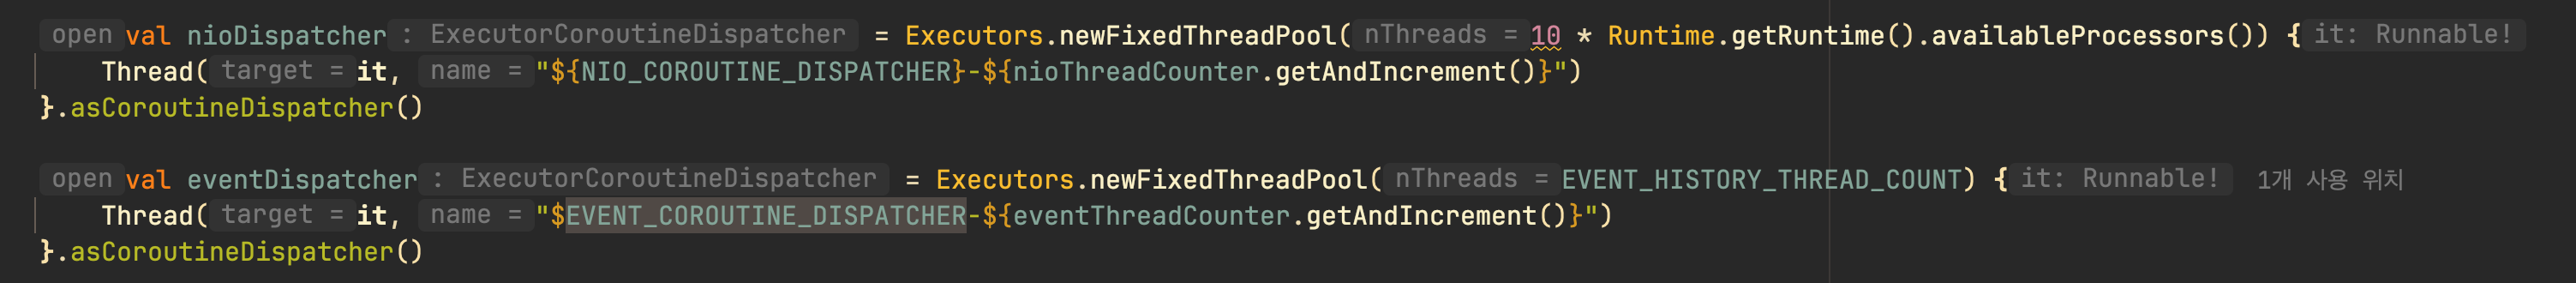 open val nioDispatcher : ExecutorCoroutineDispatcher = Executors.newFixedThreadPool( nThreads = 10 * Runtime.getRuntime().availableProcessors()) { it: Runnable!
Thread( target = it, name = "${NIO_COROUTINE_DISPATCHER}-${nioThreadCounter.getAndIncrement()}")
}.asCoroutineDispatcher()
open val eventDispatcher : ExecutorCoroutineDispatcher = Executors.newFixedThreadPool( nThreads = EVENT_HISTORY_THREAD_COUNT) { it: Runnable! 1개 사용 위치
Thread( target = it, name = "$EVENT_COROUTINE_DISPATCHER-${eventThreadCounter.getAndIncrement()}")
}.asCoroutineDispatcher()